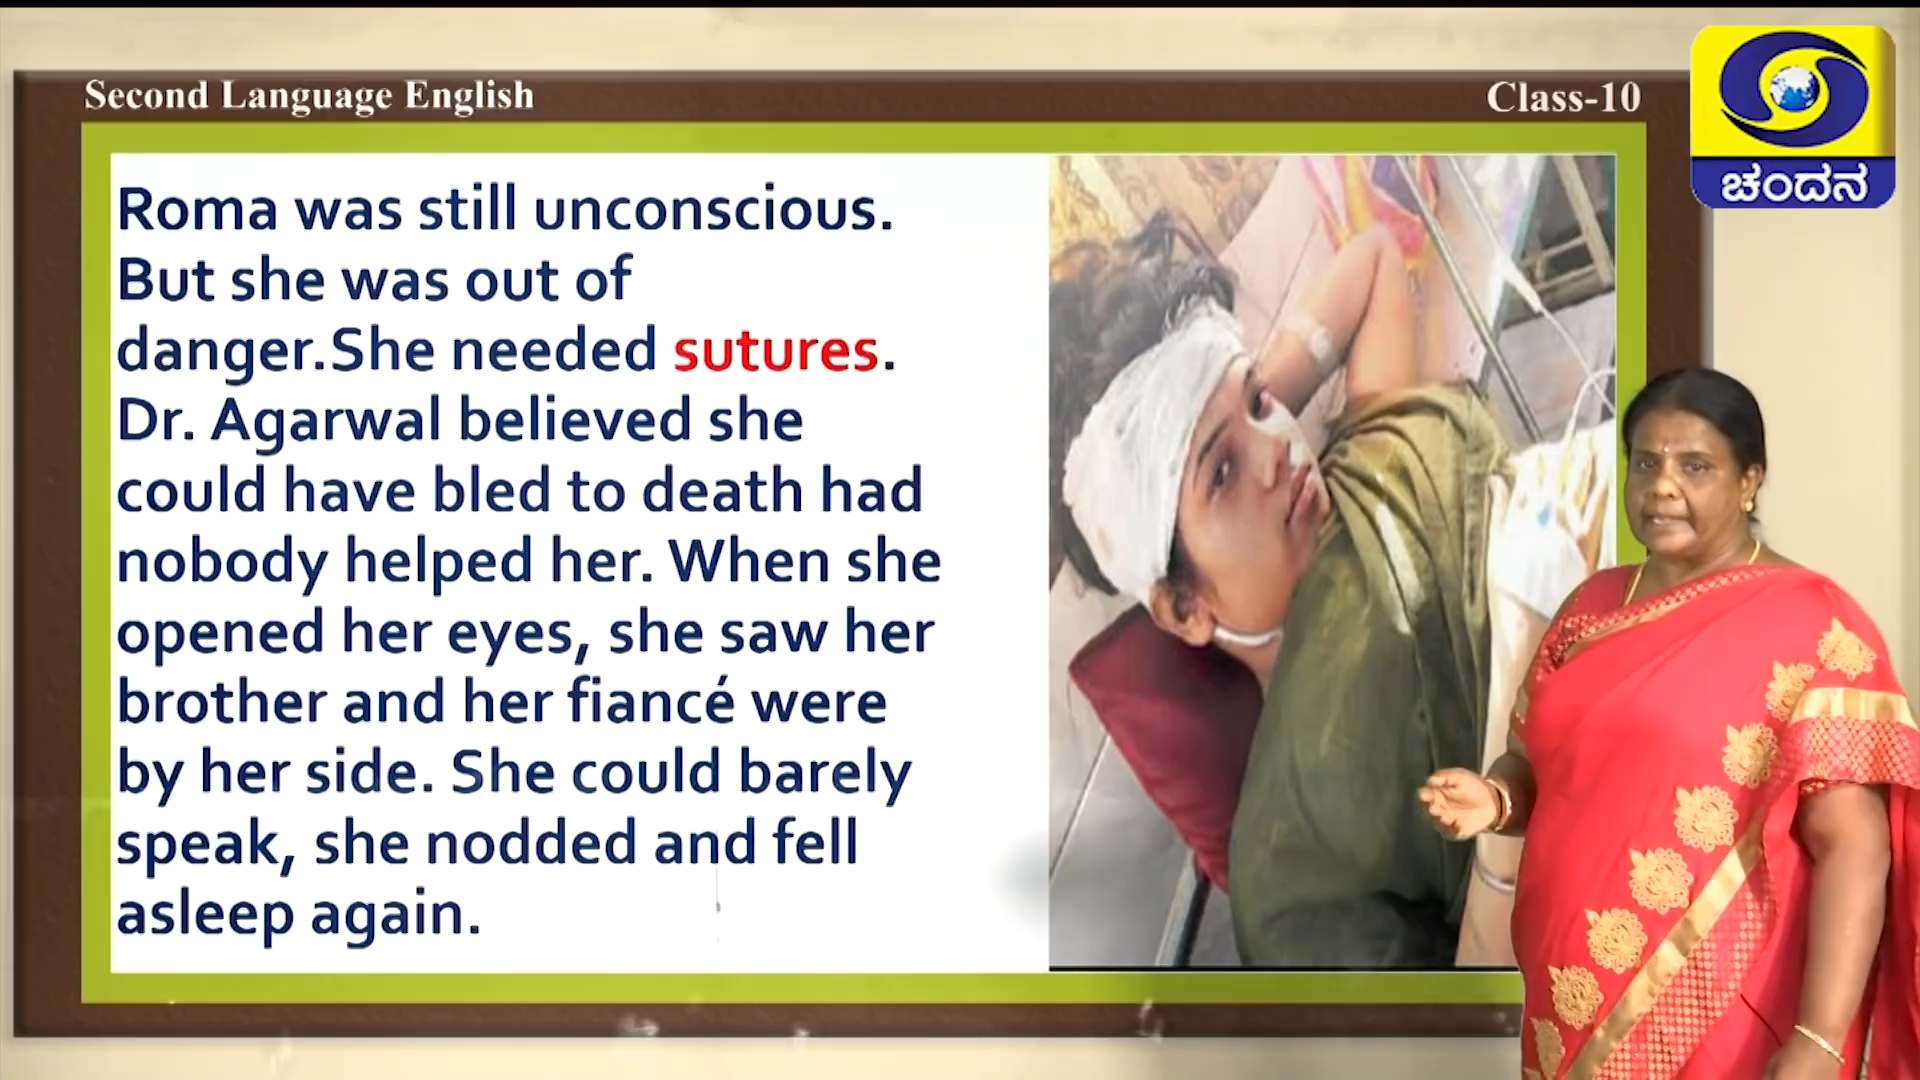 Second Language English
Class-10
ಚಂದನ
Roma was still unconscious.
But she was out of
danger.She needed sutures.
Dr. Agarwal believed she
could have bled to death had
nobody helped her. When she
opened her eyes, she saw her
brother and her fiancé were
by her side. She could barely
speak, she nodded and fell
asleep again.